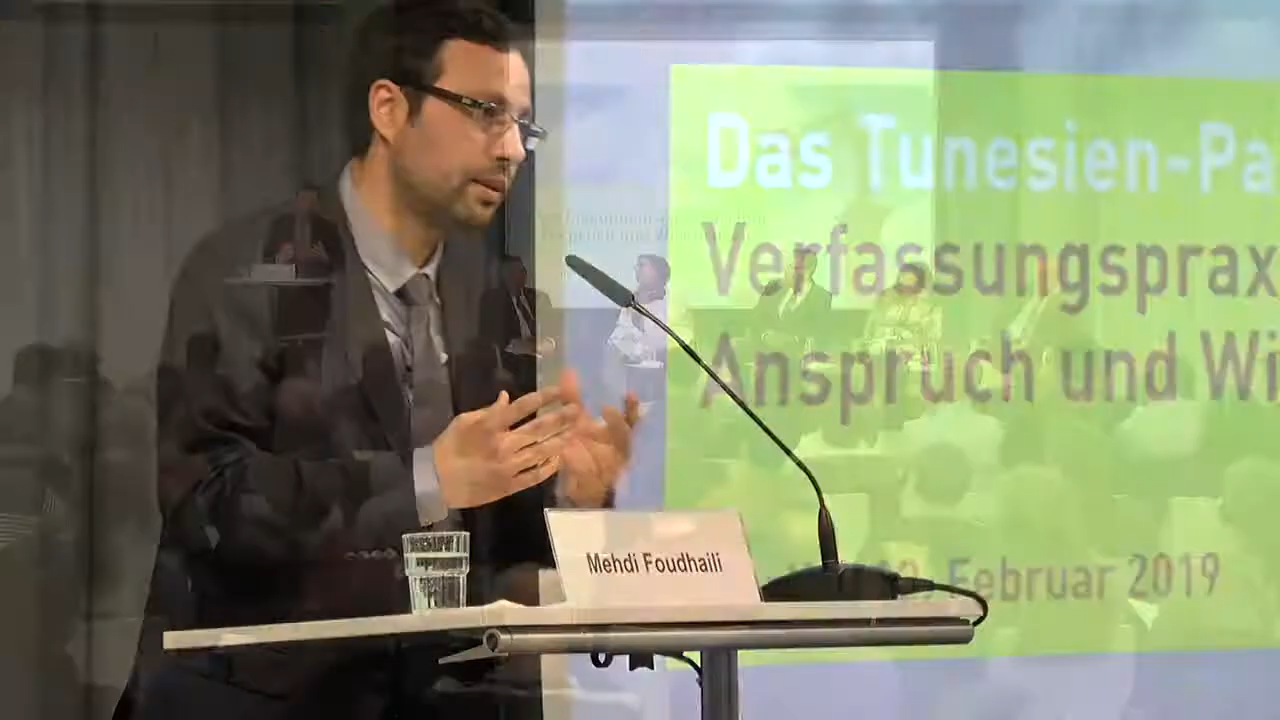 Das Tunesien-Pa
Verfassungsprax
Anspruch und Wi
Februar 2019
Mehdi Foudhaili